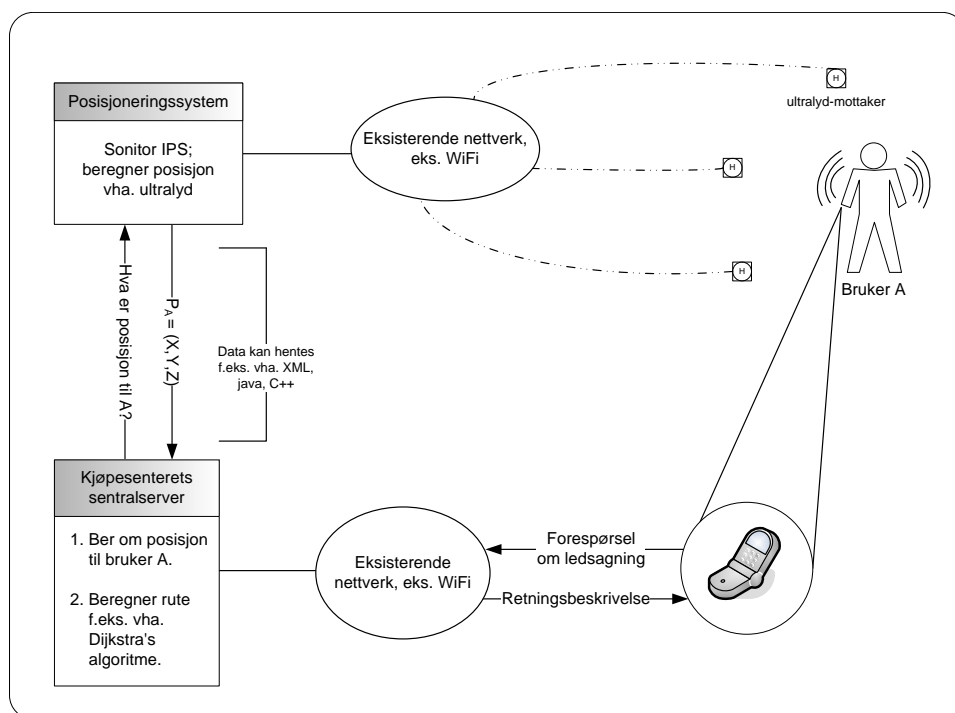 Posisjoneringssystem
Sonitor IPS;
beregner posisjon
vha. ultralyd
Eksisterende nettverk,
eks. WiFi
H
ultralyd-mottaker
H
H
Bruker A
Hva er posisjon til A?
P_A = (X,Y,Z)
Data kan hentes
f.eks. vha. XML,
java, C++
Kjøpesenterets
sentralserver
1. Ber om posisjon
til bruker A.
2. Beregner rute
f.eks. vha.
Dijkstra's
algoritme.
Eksisterende
nettverk, eks. WiFi
Forespørsel
om ledsagning
Retningsbeskrivelse